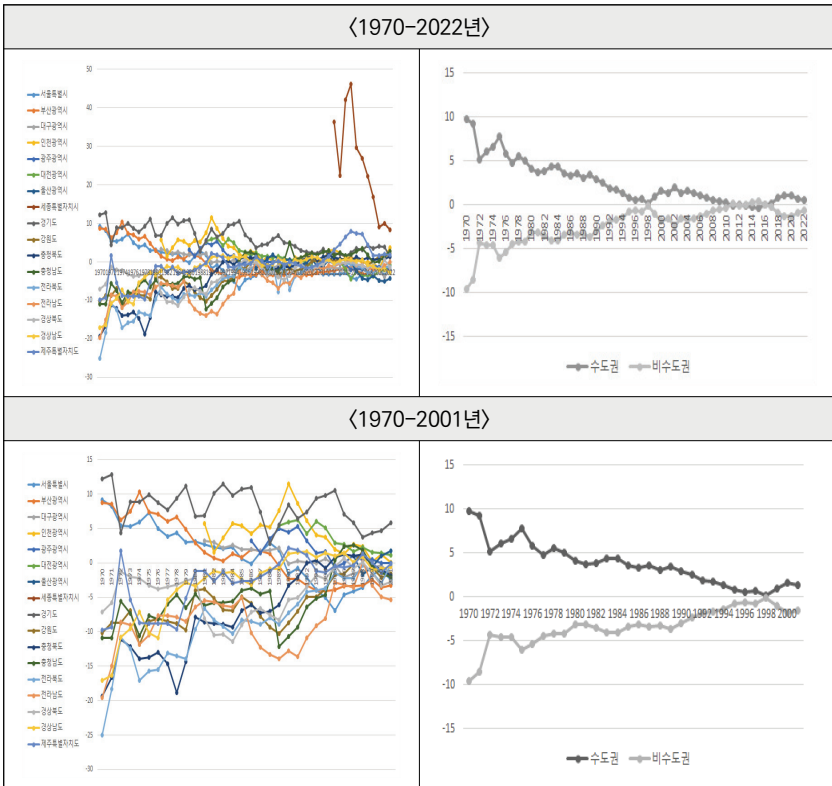 〈1970-2022년〉
50
40
30
20
10
0
-10
-20
-30
서울특별시
부산광역시
대구광역시
인천광역시
광주광역시
대전광역시
울산광역시
세종특별자치시
경기도
강원도
충청북도
충청남도
전라북도
전라남도
경상북도
경상남도
제주특별자치도
15
10
5
0
-5
-10
-15
1970 1972 1974 1976 1978 1980 1982 1984 1986 1988 1990 1992 1994 1996 1998 2000 2002 2004 2006 2008 2010 2012 2014 2016 2018 2020 2022
수도권 비수도권
〈1970-2001년〉
15
10
5
0
-5
-10
-15
-20
-25
-30
서울특별시
부산광역시
대구광역시
인천광역시
광주광역시
대전광역시
울산광역시
세종특별자치시
경기도
강원도
충청북도
충청남도
전라북도
전라남도
경상북도
경상남도
제주특별자치도
15
10
5
0
-5
-10
-15
1970 1972 1974 1976 1978 1980 1982 1984 1986 1988 1990 1992 1994 1996 1998 2000
수도권 비수도권